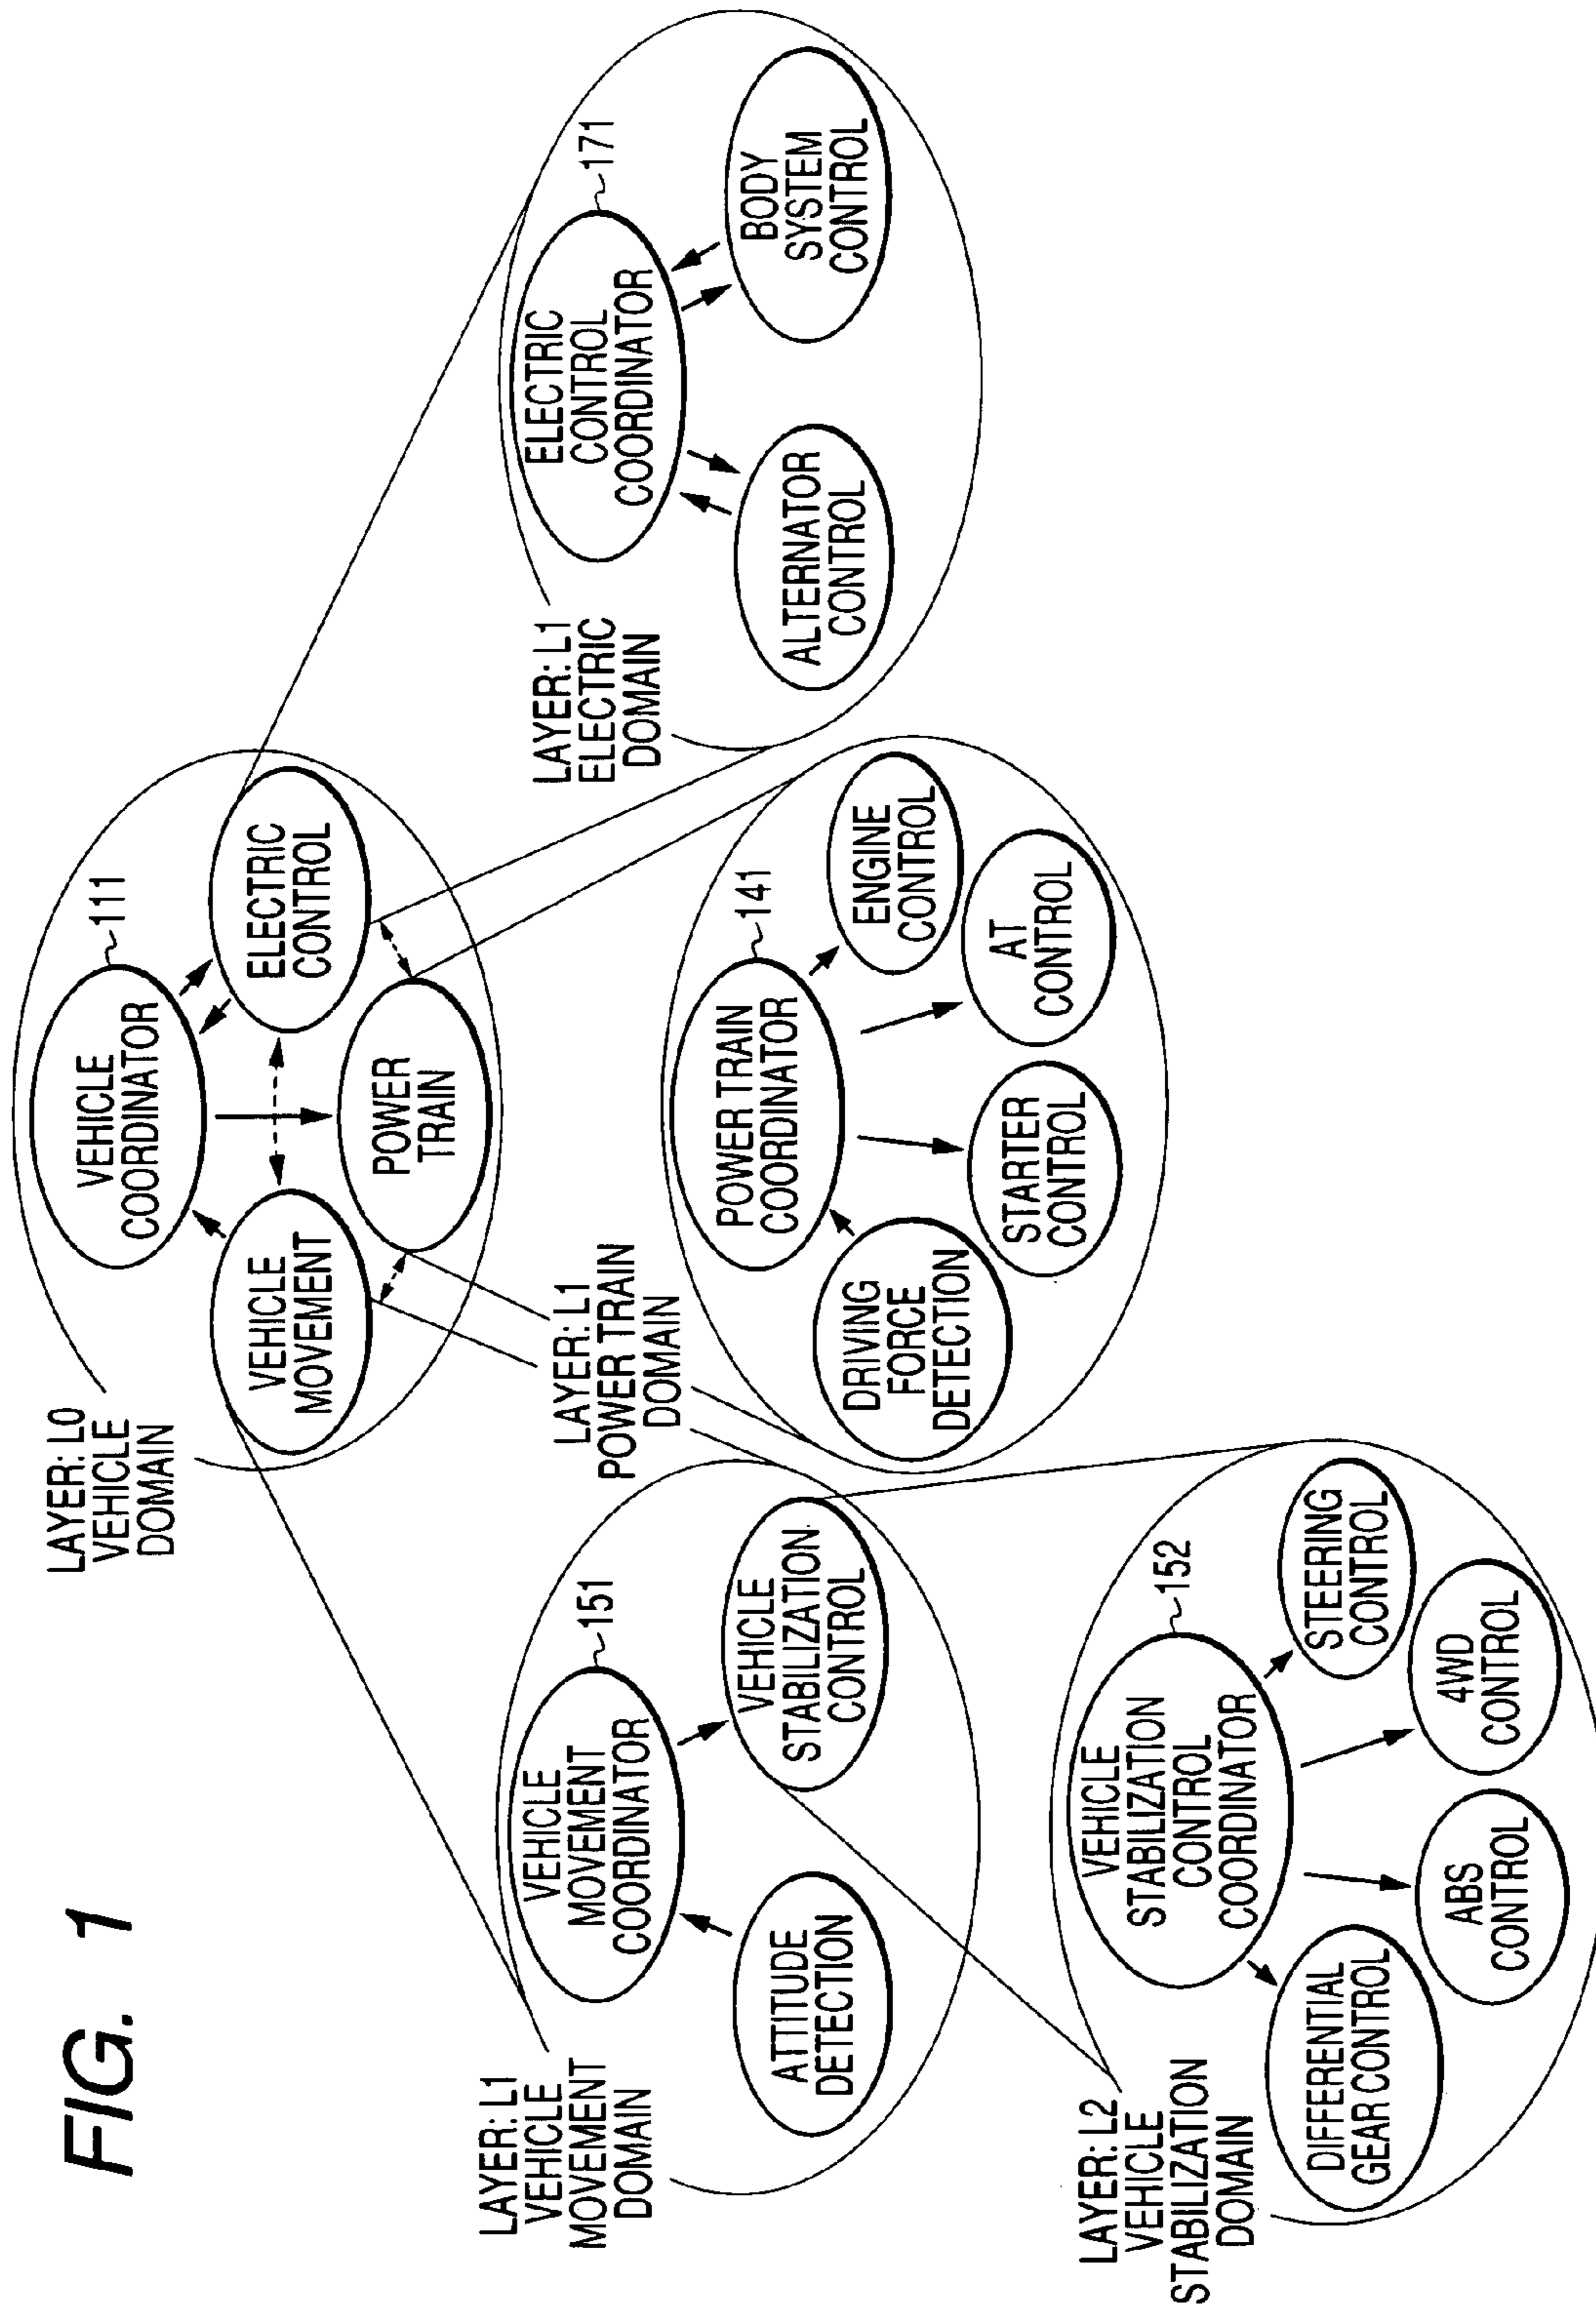 FIG. 1
LAYER: L0
VEHICLE
DOMAIN
VEHICLE
COORDINATOR
111
VEHICLE
MOVEMENT
ELECTRIC
CONTROL
POWER
TRAIN
LAYER: L1
VEHICLE
MOVEMENT
DOMAIN
VEHICLE
MOVEMENT
COORDINATOR
151
ATTITUDE
DETECTION
VEHICLE
STABILIZATION
CONTROL
LAYER: L1
POWER TRAIN
DOMAIN
POWER TRAIN
COORDINATOR
141
DRIVING
FORCE
DETECTION
STARTER
CONTROL
AT
CONTROL
ENGINE
CONTROL
LAYER: L1
ELECTRIC
DOMAIN
ELECTRIC
CONTROL
COORDINATOR
171
ALTERNATOR
CONTROL
BODY
SYSTEM
CONTROL
LAYER: L2
VEHICLE
STABILIZATION
DOMAIN
VEHICLE
STABILIZATION
CONTROL
COORDINATOR
152
DIFFERENTIAL
GEAR CONTROL
ABS
CONTROL
4WD
CONTROL
STEERING
CONTROL